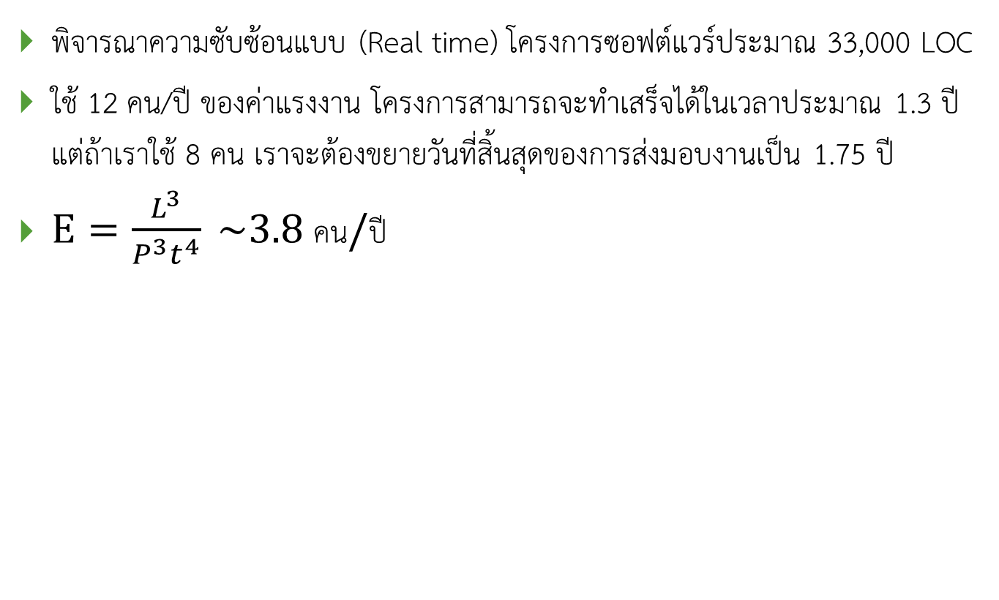 พิจารณาความซับซ้อนแบบ (Real time) โครงการซอฟต์แวร์ประมาณ 33,000 LOC
ใช้ 12 คน/ปี ของค่าแรงงาน โครงการสามารถจะทำเสร็จได้ในเวลาประมาณ 1.3 ปี
แต่ถ้าเราใช้ 8 คน เราจะต้องขยายวันที่สิ้นสุดของการส่งมอบงานเป็น 1.75 ปี
E = L³/P³t⁴ ~3.8 คน/ปี